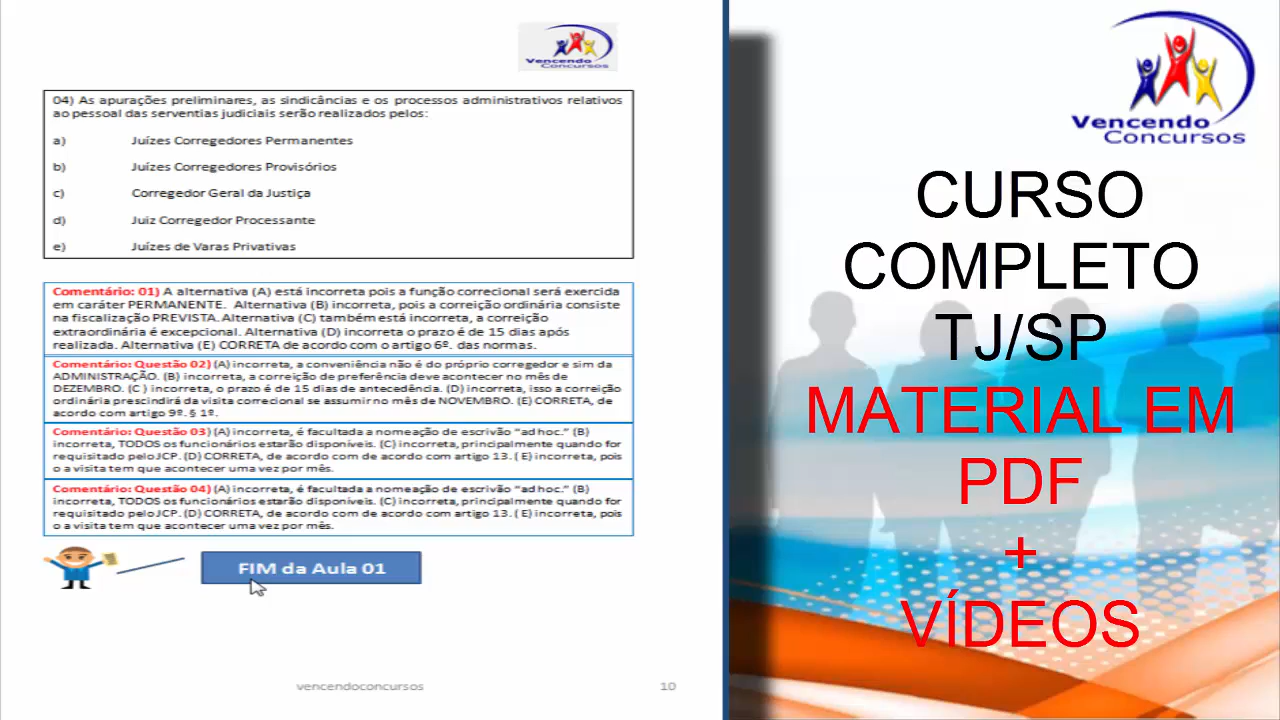 Vencendo
Concursos
04) As apurações preliminares, as sindicâncias e os processos administrativos relativos
ao pessoal das serventias judiciais serão realizados pelos:
a) Juízes Corregedores Permanentes
b) Juízes Corregedores Provisórios
c) Corregedor Geral da Justiça
d) Juiz Corregedor Processante
e) Juízes de Varas Privativas
Comentário: 01) A alternativa (A) está incorreta pois a função correcional será exercida
em caráter PERMANENTE. Alternativa (B) incorreta, pois a correição ordinária consiste
na fiscalização PREVISTA. Alternativa (C) também está incorreta, a correição
extraordinária é excepcional. Alternativa (D) incorreta o prazo é de 15 dias após
realizada. Alternativa (E) CORRETA de acordo com o artigo 6º. das normas.
Comentário: Questão 02) (A) incorreta, a conveniência não é do próprio corregedor e sim da
ADMINISTRAÇÃO. (B) incorreta, a correição de preferência deve acontecer no mês de
DEZEMBRO. (C ) incorreta, o prazo é de 15 dias de antecedência. (D) incorreta, isso a correição
ordinária prescindirá da visita correcional se assumir no mês de NOVEMBRO. (E) CORRETA, de
acordo com artigo 9º. § 1º.
Comentário: Questão 03) (A) incorreta, é facultada a nomeação de escrivão "ad hoc." (B)
incorreta, TODOS os funcionários estarão disponíveis. (C) incorreta, principalmente quando for
requisitado pelo JCP. (D) CORRETA, de acordo com de acordo com artigo 13. ( E) incorreta, pois
o a visita tem que acontecer uma vez por mês.
Comentário: Questão 04) (A) incorreta, é facultada a nomeação de escrivão "ad hoc." (B)
incorreta, TODOS os funcionários estarão disponíveis. (C) incorreta, principalmente quando for
requisitado pelo JCP. (D) CORRETA, de acordo com de acordo com artigo 13. ( E) incorreta, pois
o a visita tem que acontecer uma vez por mês.
FIM da Aula 01
vencendoconcursos 10
Vencendo
Concursos
CURSO
COMPLETO
TJ/SP
MATERIAL EM
PDF
+
VÍDEOS